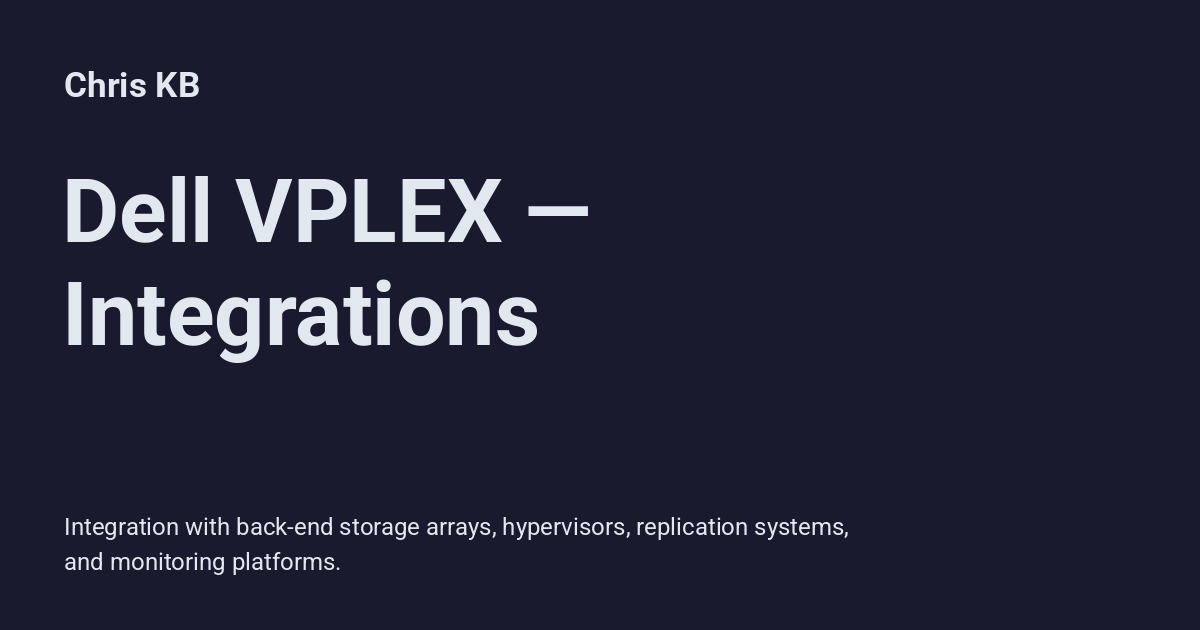 Chris KB
Dell VPLEX —
Integrations
Integration with back-end storage arrays, hypervisors, replication systems,
and monitoring platforms.